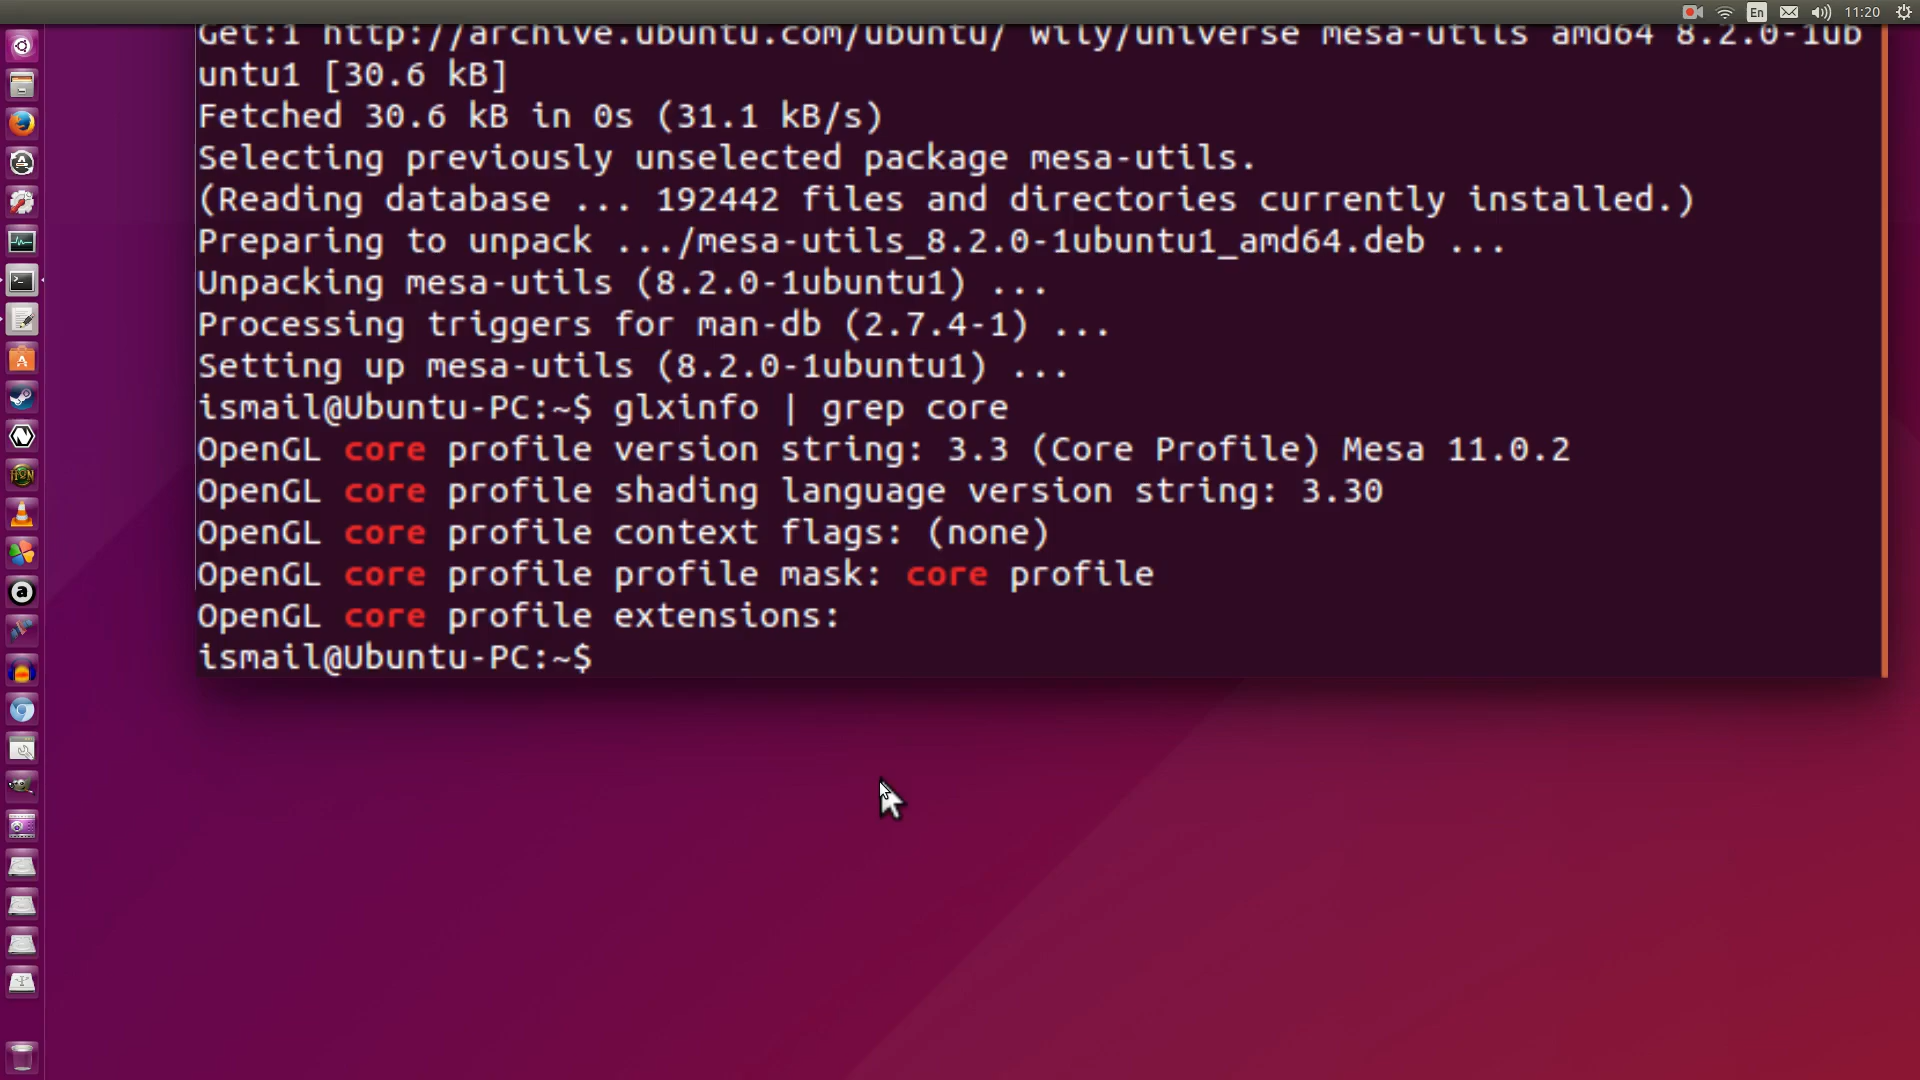 En 11:20
Get:1 http://archive.ubuntu.com/ubuntu/ wily/universe mesa-utils amd64 8.2.0-1ub
untu1 [30.6 kB]
Fetched 30.6 kB in 0s (31.1 kB/s)
Selecting previously unselected package mesa-utils.
(Reading database ... 192442 files and directories currently installed.)
Preparing to unpack .../mesa-utils_8.2.0-1ubuntu1_amd64.deb ...
Unpacking mesa-utils (8.2.0-1ubuntu1) ...
Processing triggers for man-db (2.7.4-1) ...
Setting up mesa-utils (8.2.0-1ubuntu1) ...
ismail@Ubuntu-PC:~$ glxinfo | grep core
OpenGL core profile version string: 3.3 (Core Profile) Mesa 11.0.2
OpenGL core profile shading language version string: 3.30
OpenGL core profile context flags: (none)
OpenGL core profile profile mask: core profile
OpenGL core profile extensions:
ismail@Ubuntu-PC:~$